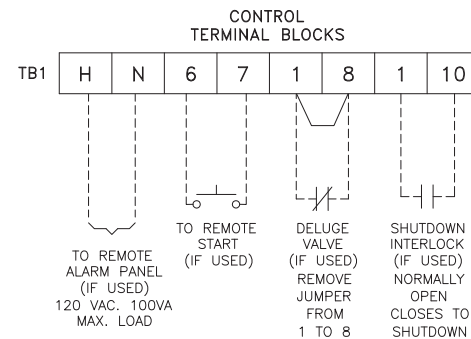 CONTROL
TERMINAL BLOCKS
TB1 H N 6 7 1 8 1 10
TO REMOTE
ALARM PANEL
(IF USED)
120 VAC. 100VA
MAX. LOAD
TO REMOTE
START
(IF USED)
DELUGE
VALVE
(IF USED)
REMOVE
JUMPER
FROM
1 TO 8
SHUTDOWN
INTERLOCK
(IF USED)
NORMALLY
OPEN
CLOSES TO
SHUTDOWN